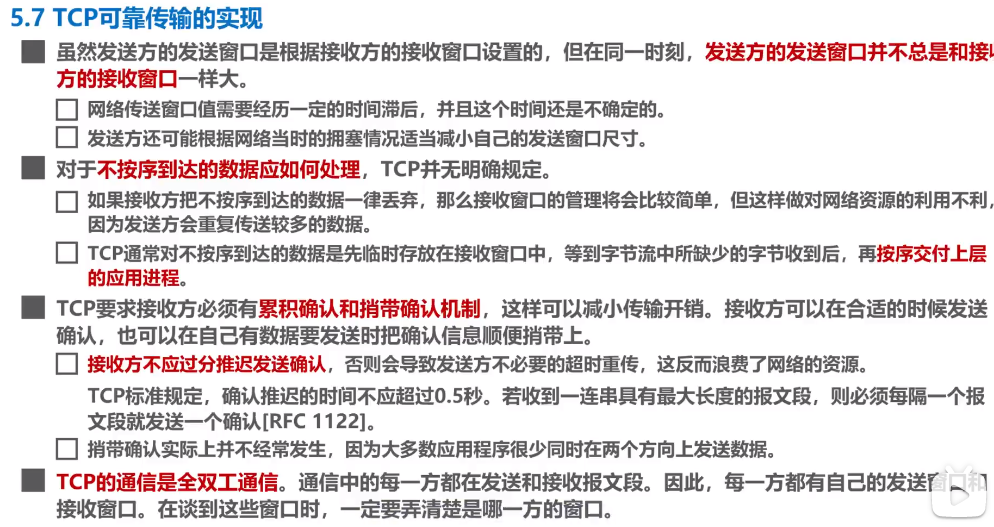 5.7 TCP可靠传输的实现
虽然发送方的发送窗口是根据接收方的接收窗口设置的，但在同一时刻，发送方的发送窗口并不总是和接收
方的接收窗口一样大。
网络传送窗口值需要经历一定的时间滞后，并且这个时间还是不确定的。
发送方还可能根据网络当时的拥塞情况适当减小自己的发送窗口尺寸。
对于不按序到达的数据应如何处理，TCP并无明确规定。
如果接收方把不按序到达的数据一律丢弃，那么接收窗口的管理将会比较简单，但这样做对网络资源的利用不利，
因为发送方会重复传送较多的数据。
TCP通常对不按序到达的数据是先临时存放在接收窗口中，等到字节流中所缺少的字节收到后，再按序交付上层
的应用进程。
TCP要求接收方必须有累积确认和捎带确认机制，这样可以减小传输开销。接收方可以在合适的时候发送
确认，也可以在自己有数据要发送时把确认信息顺便捎带上。
接收方不应过分推迟发送确认，否则会导致发送方不必要的超时重传，这反而浪费了网络的资源。
TCP标准规定，确认推迟的时间不应超过0.5秒。若收到一连串具有最大长度的报文段，则必须每隔一个报
文段就发送一个确认[RFC 1122]。
捎带确认实际上并不经常发生，因为大多数应用程序很少同时在两个方向上发送数据。
TCP的通信是全双工通信。通信中的每一方都在发送和接收报文段。因此，每一方都有自己的发送窗口和
接收窗口。在谈到这些窗口时，一定要弄清楚是哪一方的窗口。